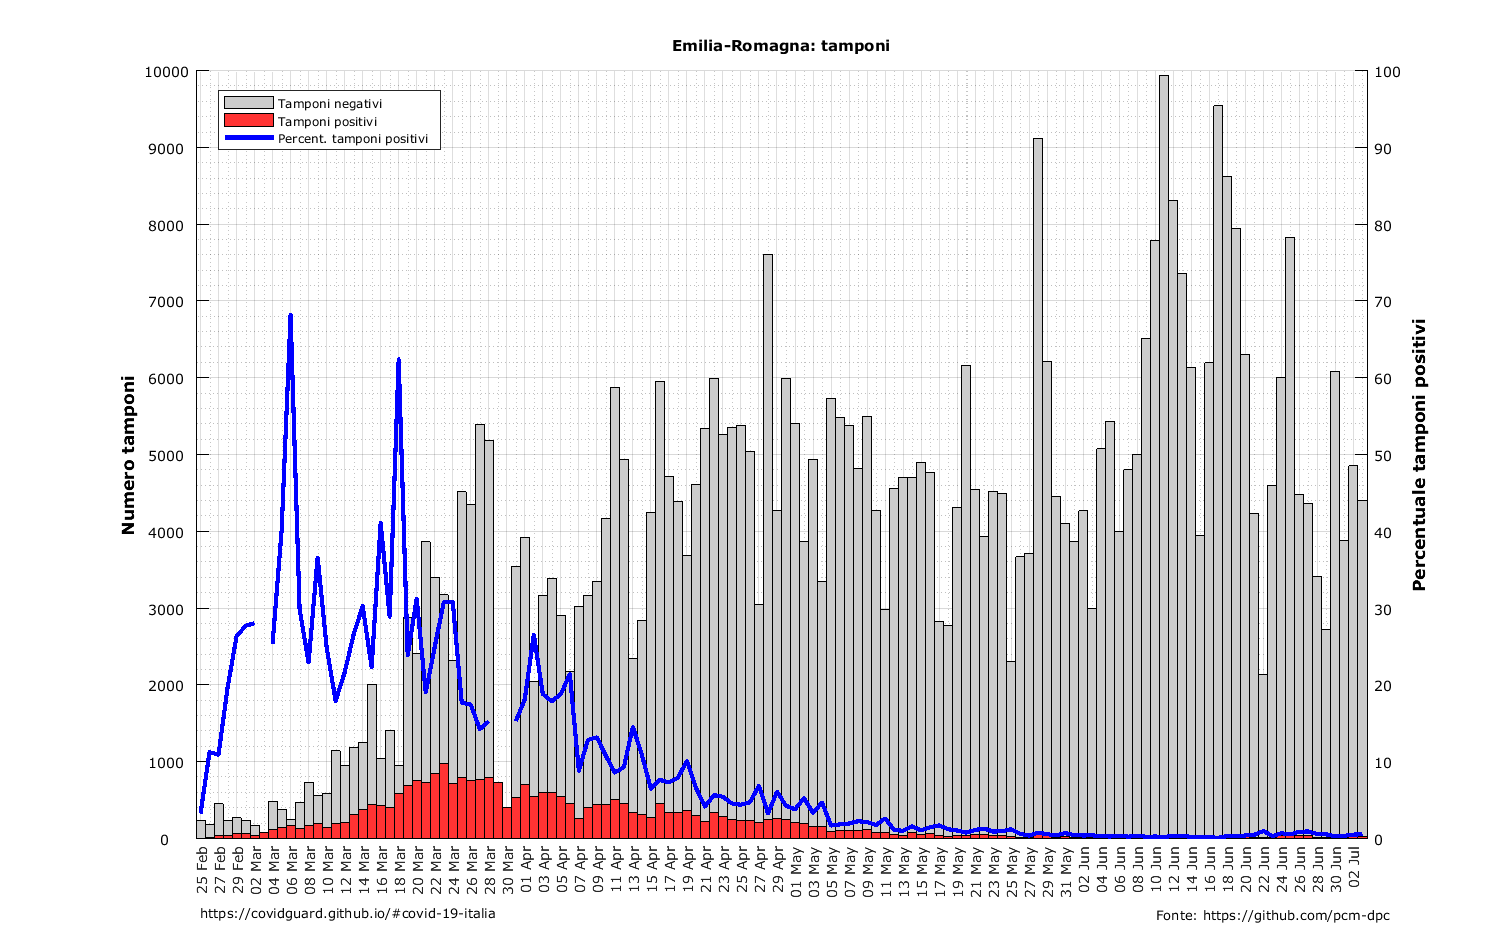 Emilia-Romagna: tamponi
Tamponi negativi
Tamponi positivi
Percent. tamponi positivi
Numero tamponi
10000
9000
8000
7000
6000
5000
4000
3000
2000
1000
0
100
90
80
70
60
50
40
30
20
10
0
Percentuale tamponi positivi
25 Feb
27 Feb
29 Feb
02 Mar
04 Mar
06 Mar
08 Mar
10 Mar
12 Mar
14 Mar
16 Mar
18 Mar
20 Mar
22 Mar
24 Mar
26 Mar
28 Mar
30 Mar
01 Apr
03 Apr
05 Apr
07 Apr
09 Apr
11 Apr
13 Apr
15 Apr
17 Apr
19 Apr
21 Apr
23 Apr
25 Apr
27 Apr
29 Apr
01 May
03 May
05 May
07 May
09 May
11 May
13 May
15 May
17 May
19 May
21 May
23 May
25 May
27 May
29 May
31 May
02 Jun
04 Jun
06 Jun
08 Jun
10 Jun
12 Jun
14 Jun
16 Jun
18 Jun
20 Jun
22 Jun
24 Jun
26 Jun
28 Jun
30 Jun
02 Jul
https://covidguard.github.io/#covid-19-italia
Fonte: https://github.com/pcm-dpc